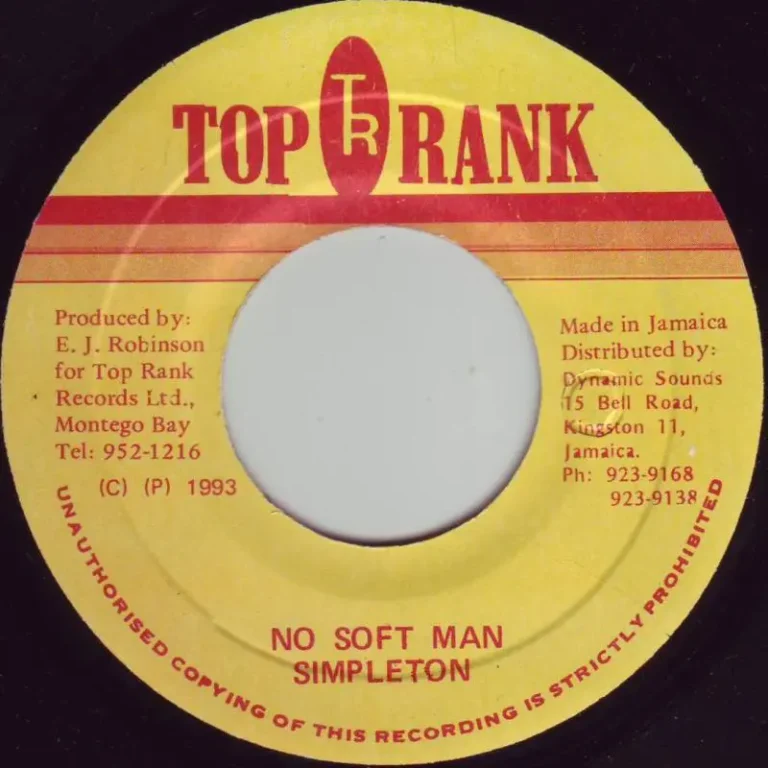 TOP TR RANK
Produced by:
E. J. Robinson
for Top Rank
Records Ltd.,
Montego Bay
Tel: 952-1216
(C) (P) 1993
Made in Jamaica
Distributed by:
Dynamic Sounds
15 Bell Road,
Kingston 11,
Jamaica.
Ph: 923-9168
923-9138
NO SOFT MAN
SIMPLETON
UNAUTHORISED COPYING OF THIS RECORDING IS STRICTLY PROHIBITED